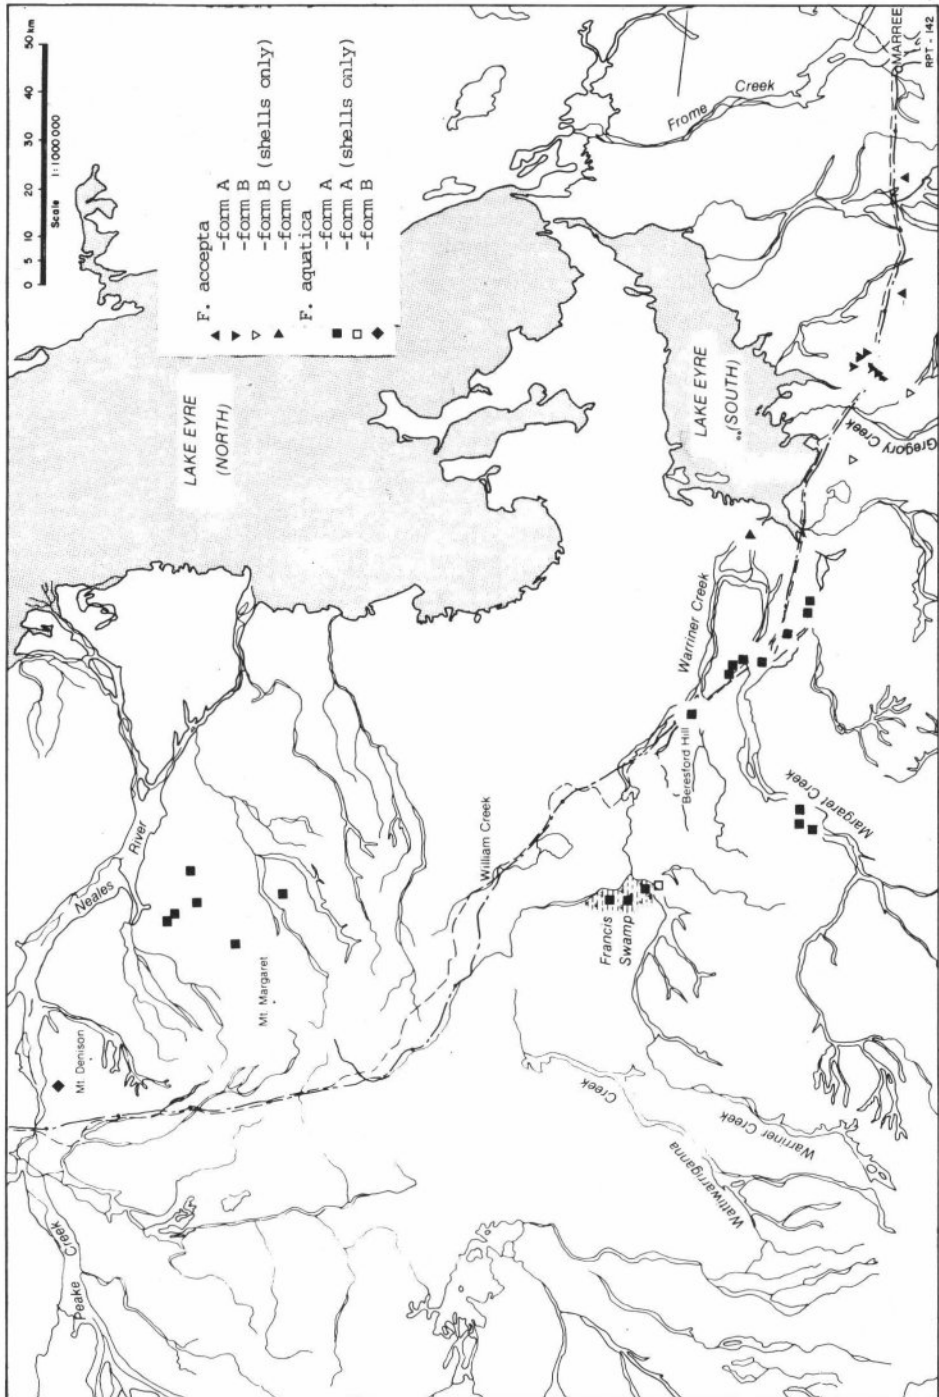 0 5 10 20 30 40 50 km
Scale 1:1000000
F. accepta
-form A
-form B
-form B (shells only)
-form C
F. aquatica
-form A
-form A (shells only)
-form B
LAKE EYRE
(NORTH)
LAKE EYRE
(SOUTH)
Frome Creek
MARREE
RPT - 142
Gregory Creek
Warriner Creek
Beresford Hill
Margaret Creek
William Creek
Francis
Swamp
Neales River
Mt. Margaret
Mt. Denison
Peake Creek
Warriner Creek
Wattiwarriganna Creek